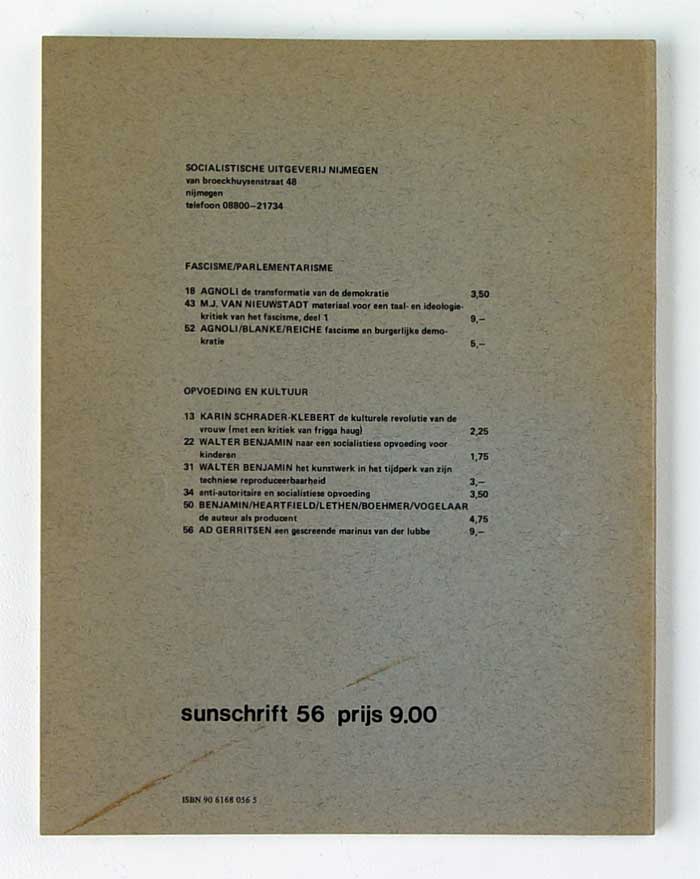 SOCIALISTISCHE UITGEVERIJ NIJMEGEN
van broeckhuysenstraat 48
nijmegen
telefoon 08800-21734
FASCISME/PARLEMENTARISME
18 AGNOLI de transformatie van de demokratie 3,50
43 M.J. VAN NIEUWSTADT materiaal voor een taal- en ideologie-
kritiek van het fascisme, deel 1 9,-
52 AGNOLI/BLANKE/REICHE fascisme en burgerlijke demo-
kratie 5,-
OPVOEDING EN KULTUUR
13 KARIN SCHRADER-KLEBERT de kulturele revolutie van de
vrouw (met een kritiek van frigga haug) 2,25
22 WALTER BENJAMIN naar een socialistiese opvoeding voor
kinderen 1,75
31 WALTER BENJAMIN het kunstwerk in het tijdperk van zijn
techniese reproduceerbaarheid 3,-
34 anti-autoritaire en socialistiese opvoeding 3,50
50 BENJAMIN/HEARTFIELD/LETHEN/BOEHMER/VOGELAAR
de auteur als producent 4,75
56 AD GERRITSEN een gescreende marinus van der lubbe 9,-
sunschrift 56 prijs 9.00
ISBN 90 6168 056 5